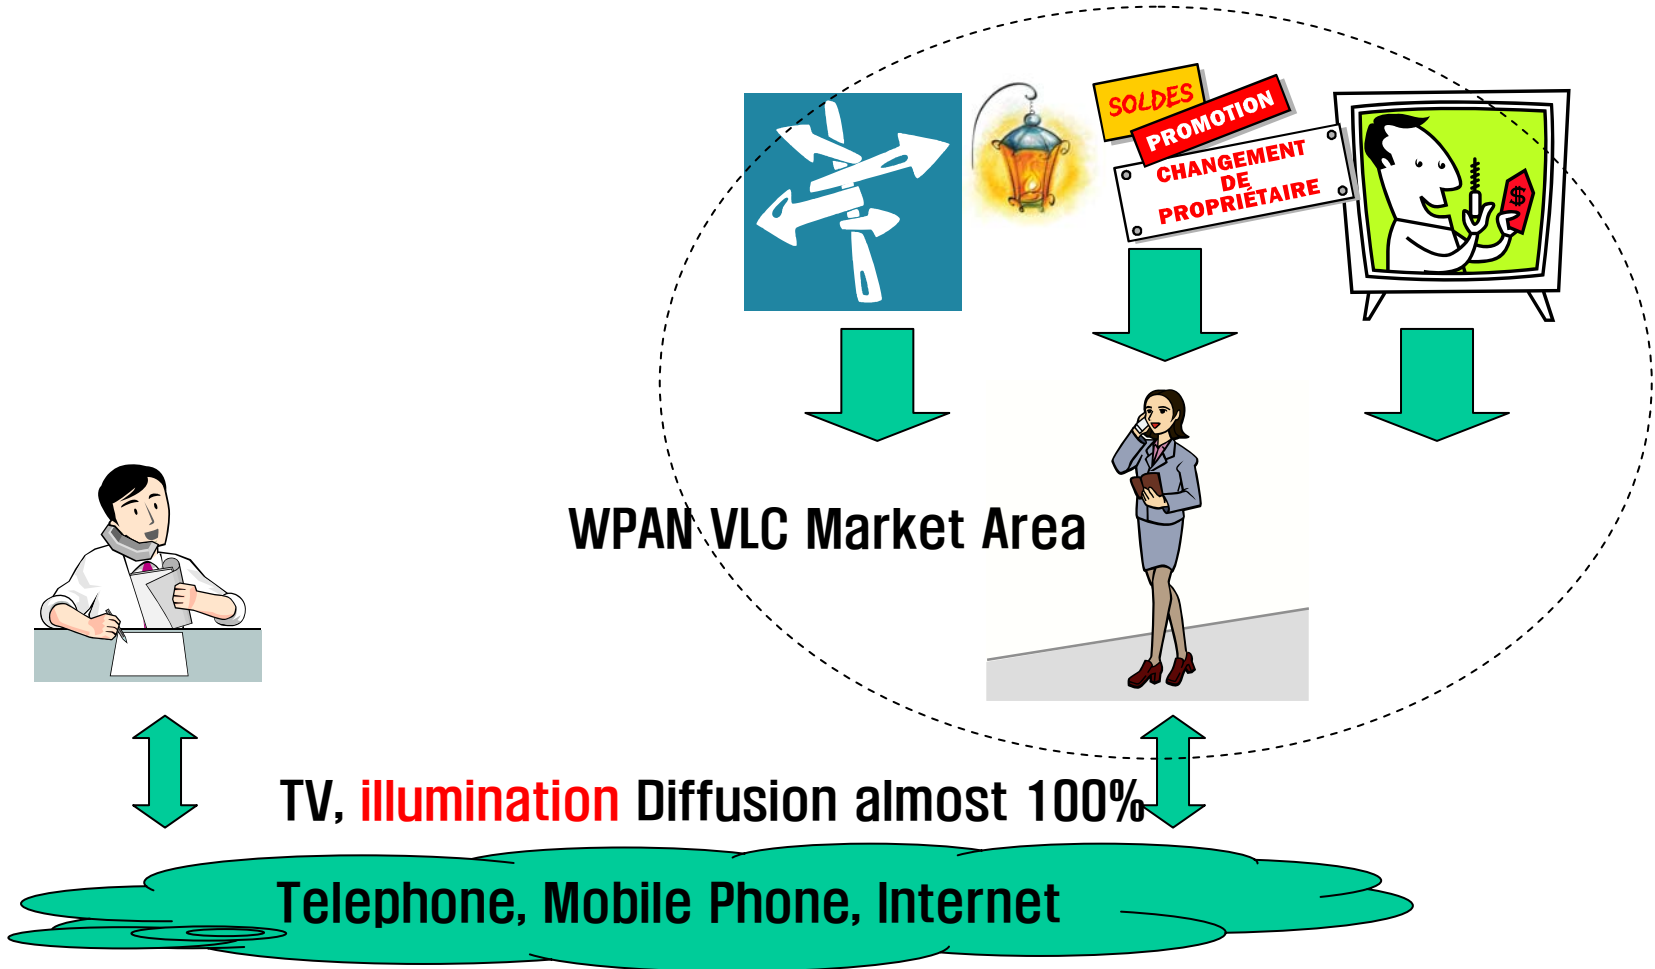 SOLDES
PROMOTION
CHANGEMENT
DE
PROPRIÉTAIRE
$
WPAN VLC Market Area
TV, illumination Diffusion almost 100%
Telephone, Mobile Phone, Internet